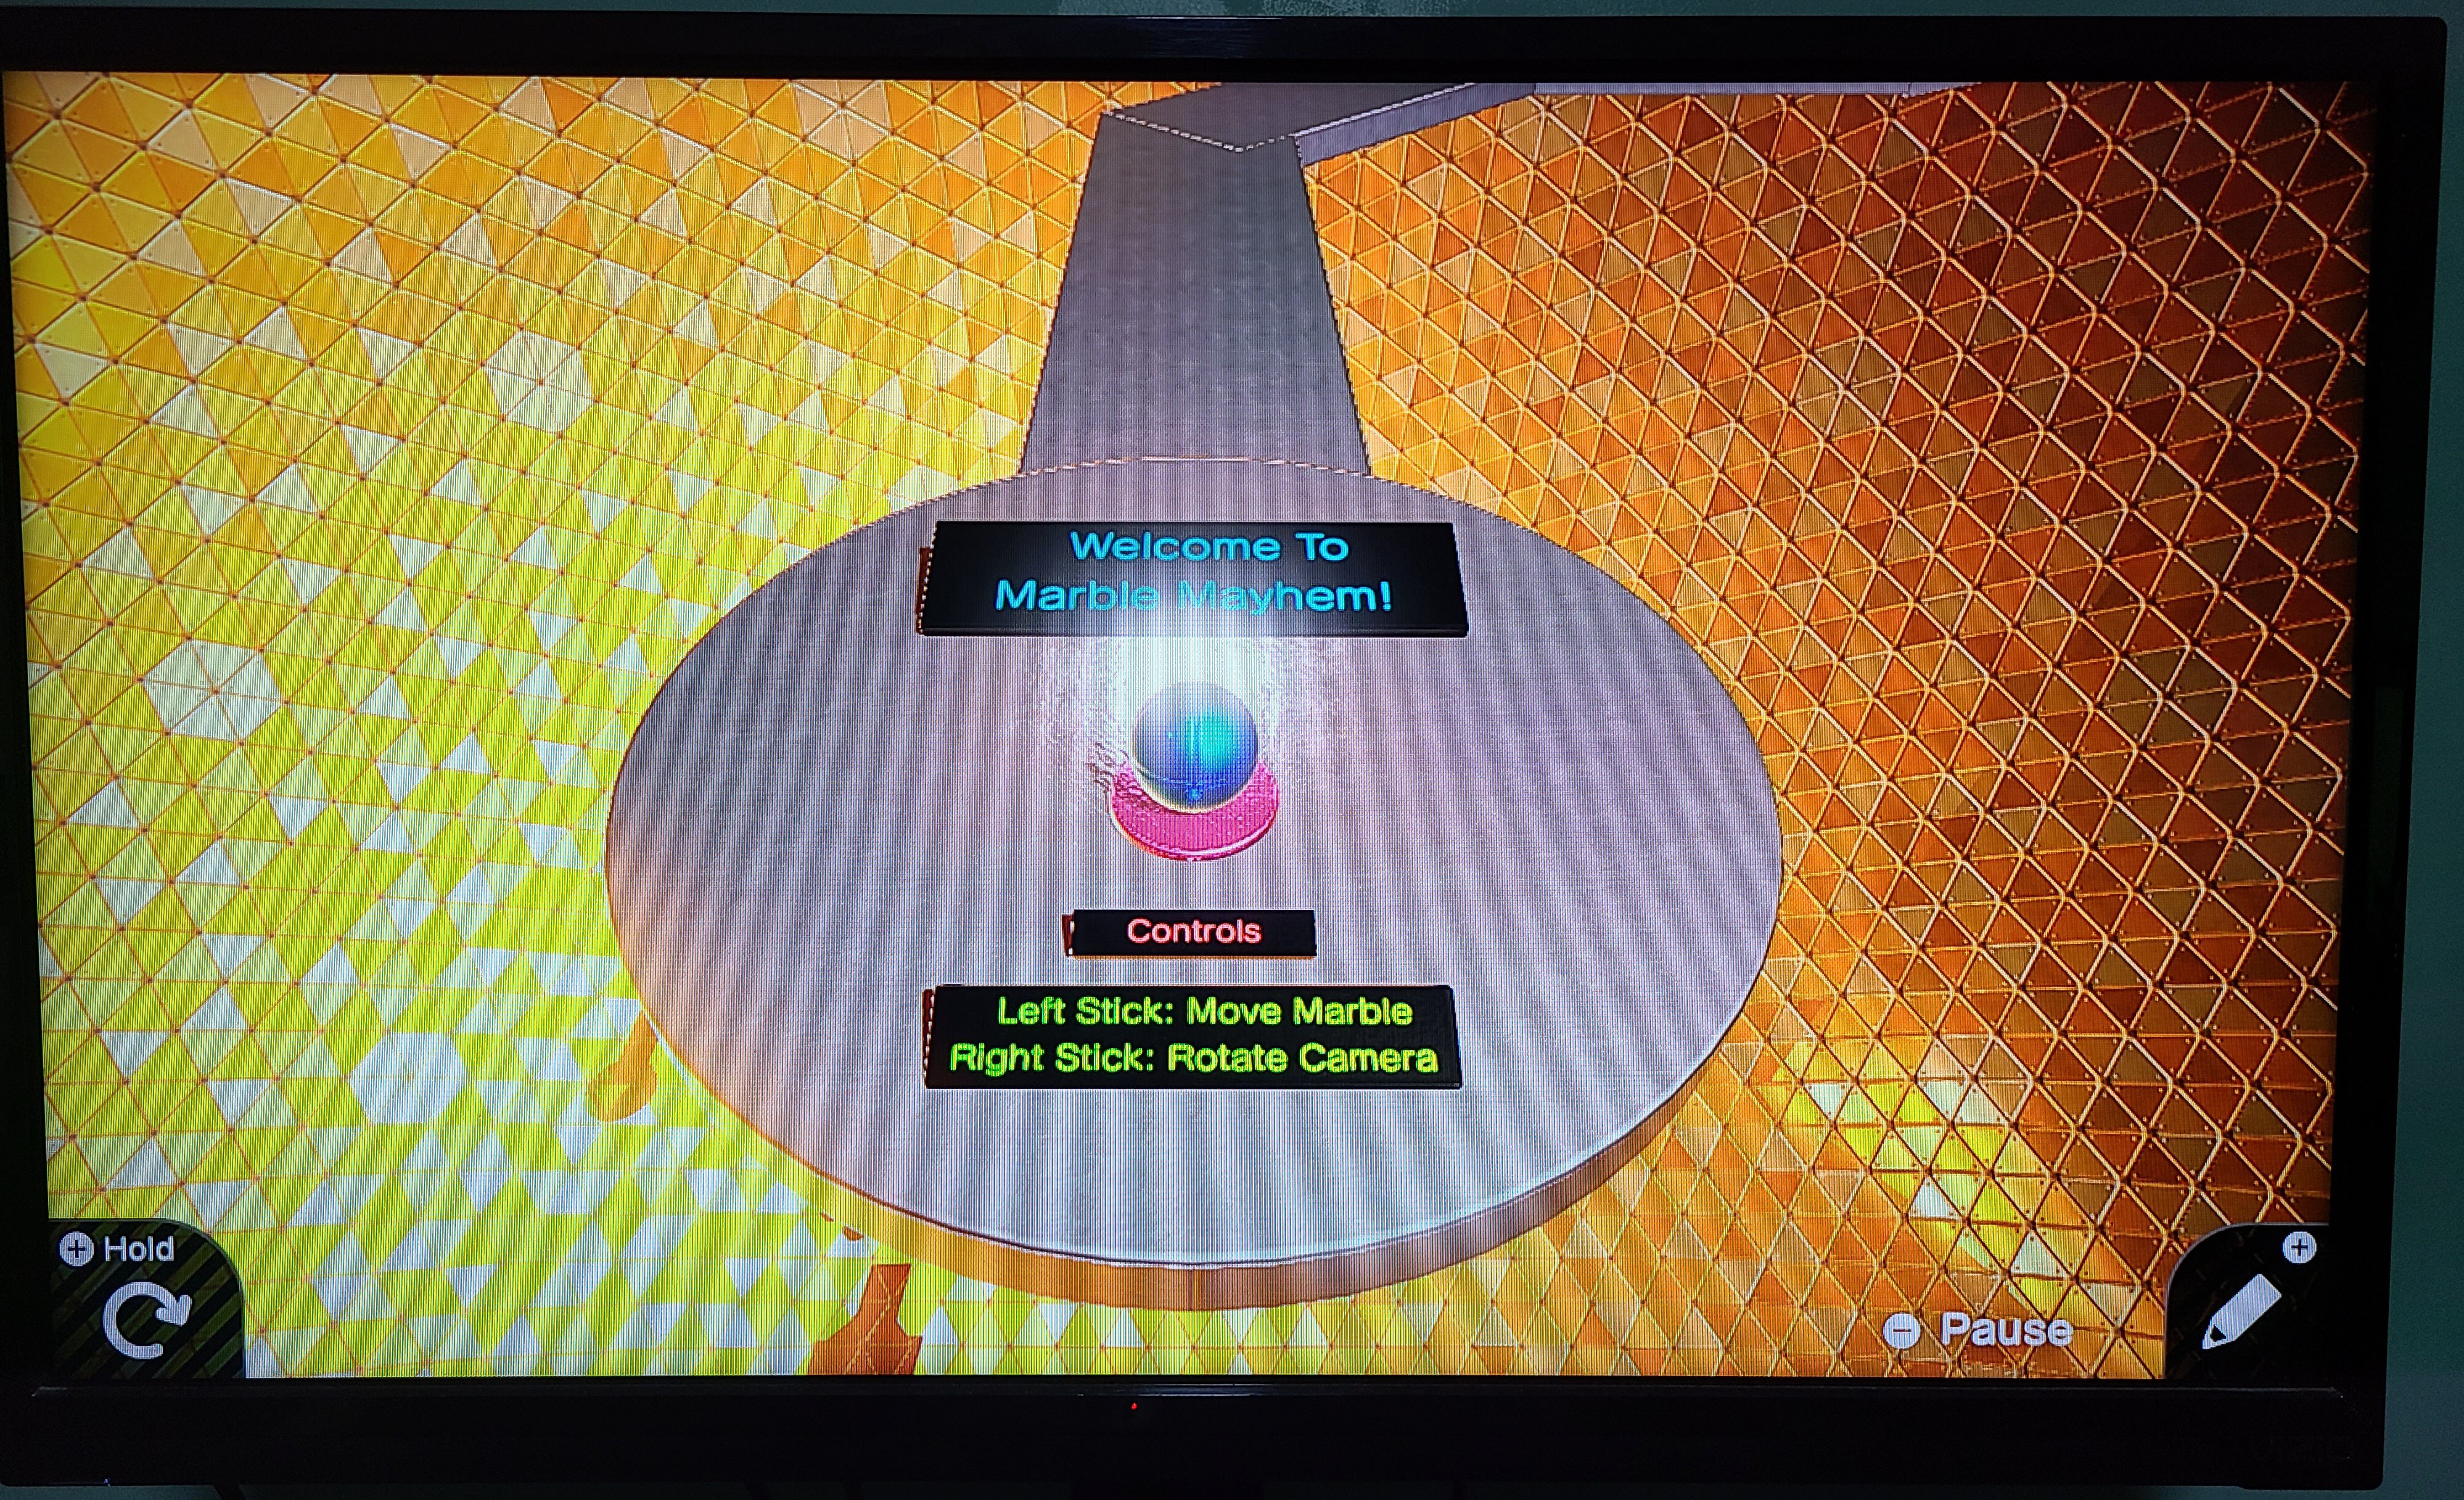 Welcome To
Marble Mayhem!
Controls
Left Stick: Move Marble
Right Stick: Rotate Camera
Hold
Pause